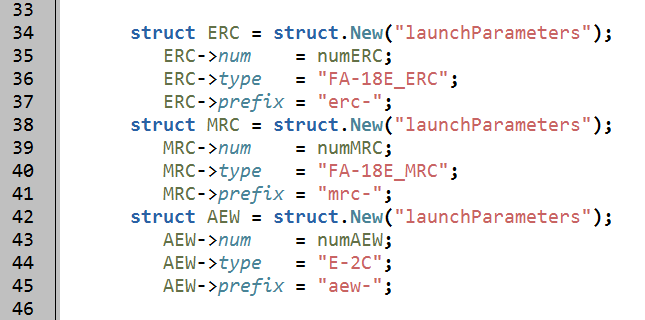 33
34 struct ERC = struct.New("launchParameters");
35 ERC->num = numERC;
36 ERC->type = "FA-18E_ERC";
37 ERC->prefix = "erc-";
38 struct MRC = struct.New("launchParameters");
39 MRC->num = numMRC;
40 MRC->type = "FA-18E_MRC";
41 MRC->prefix = "mrc-";
42 struct AEW = struct.New("launchParameters");
43 AEW->num = numAEW;
44 AEW->type = "E-2C";
45 AEW->prefix = "aew-";
46